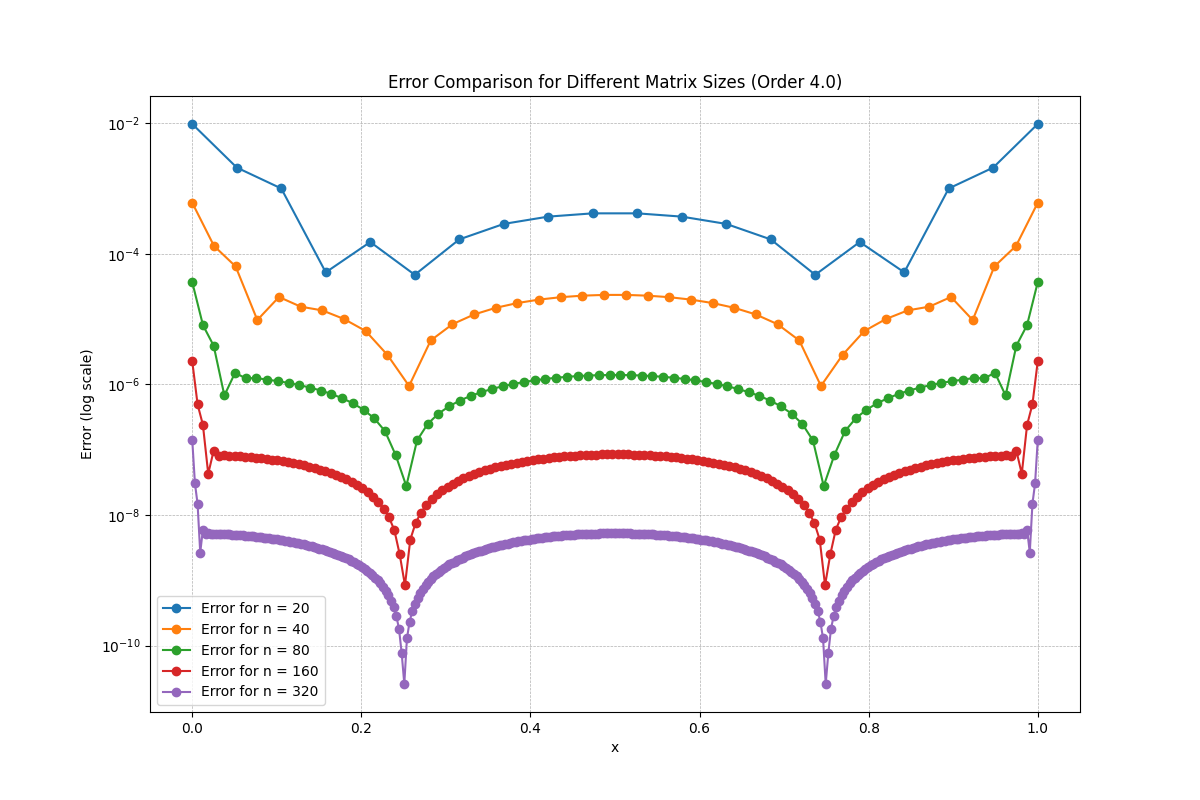 Error Comparison for Different Matrix Sizes (Order 4.0)
10⁻²
10⁻⁴
10⁻⁶
10⁻⁸
10⁻¹⁰
Error (log scale)
Error for n = 20
Error for n = 40
Error for n = 80
Error for n = 160
Error for n = 320
0.0 0.2 0.4 0.6 0.8 1.0
x